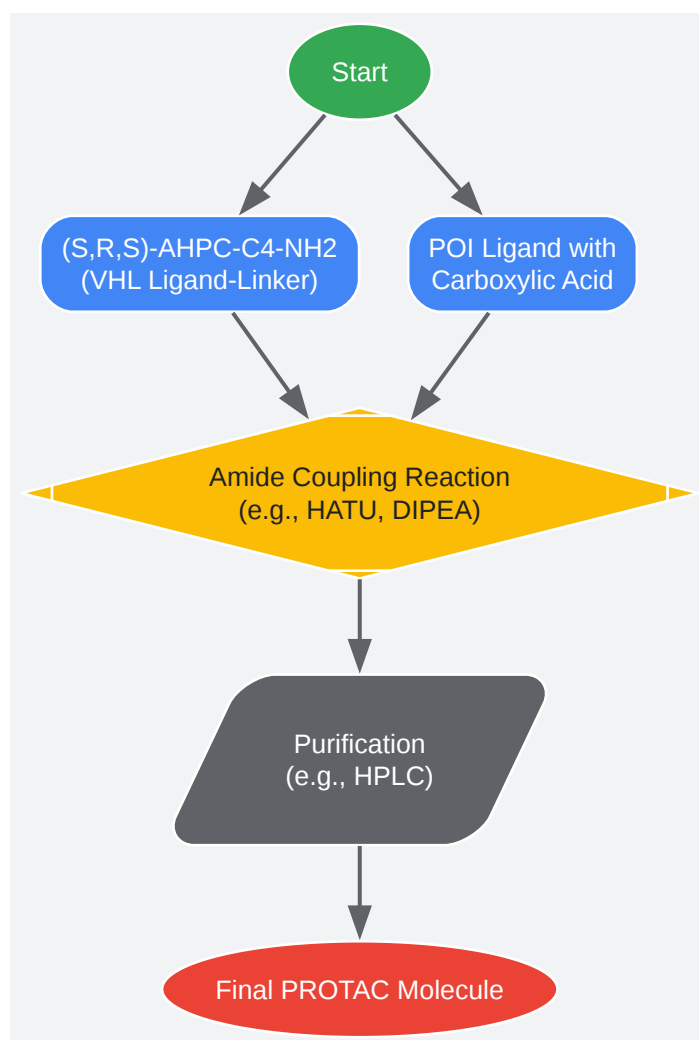 Start
(S,R,S)-AHPC-C4-NH2
(VHL Ligand-Linker)
POI Ligand with
Carboxylic Acid
Amide Coupling Reaction
(e.g., HATU, DIPEA)
Purification
(e.g., HPLC)
Final PROTAC Molecule